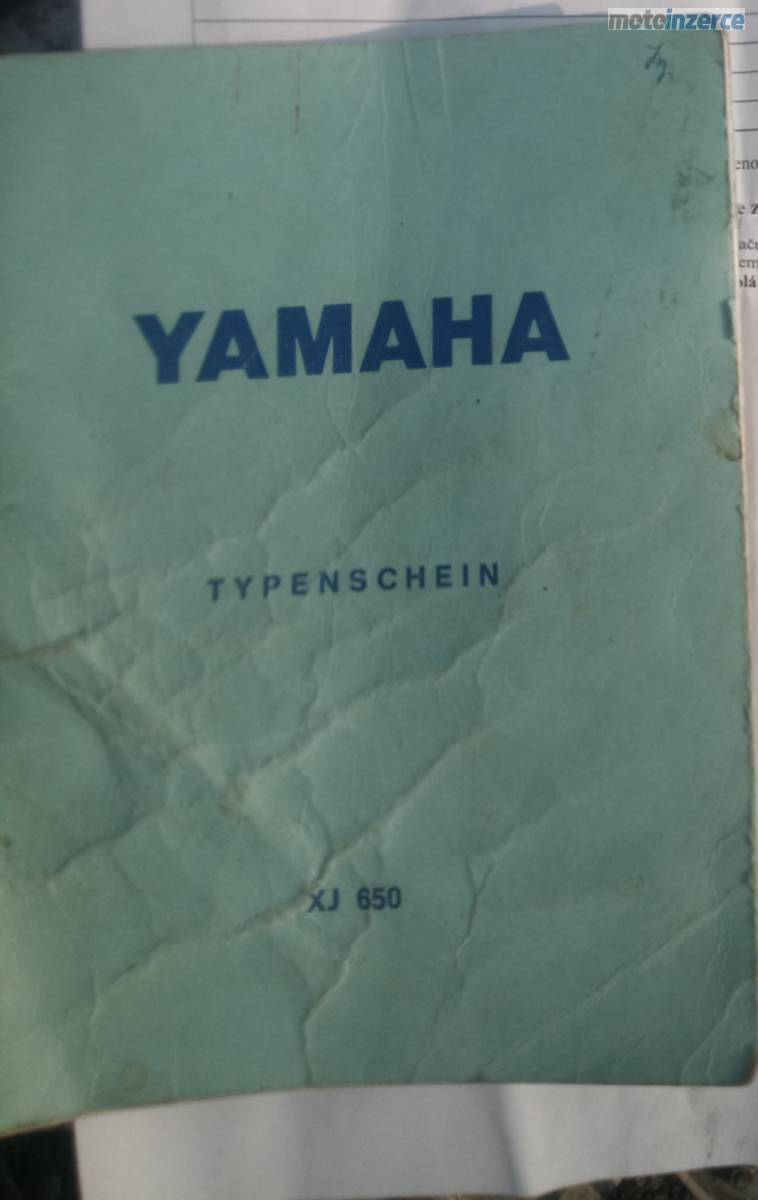 motoinzerce
YAMAHA
TYPENSCHEIN
XJ 650